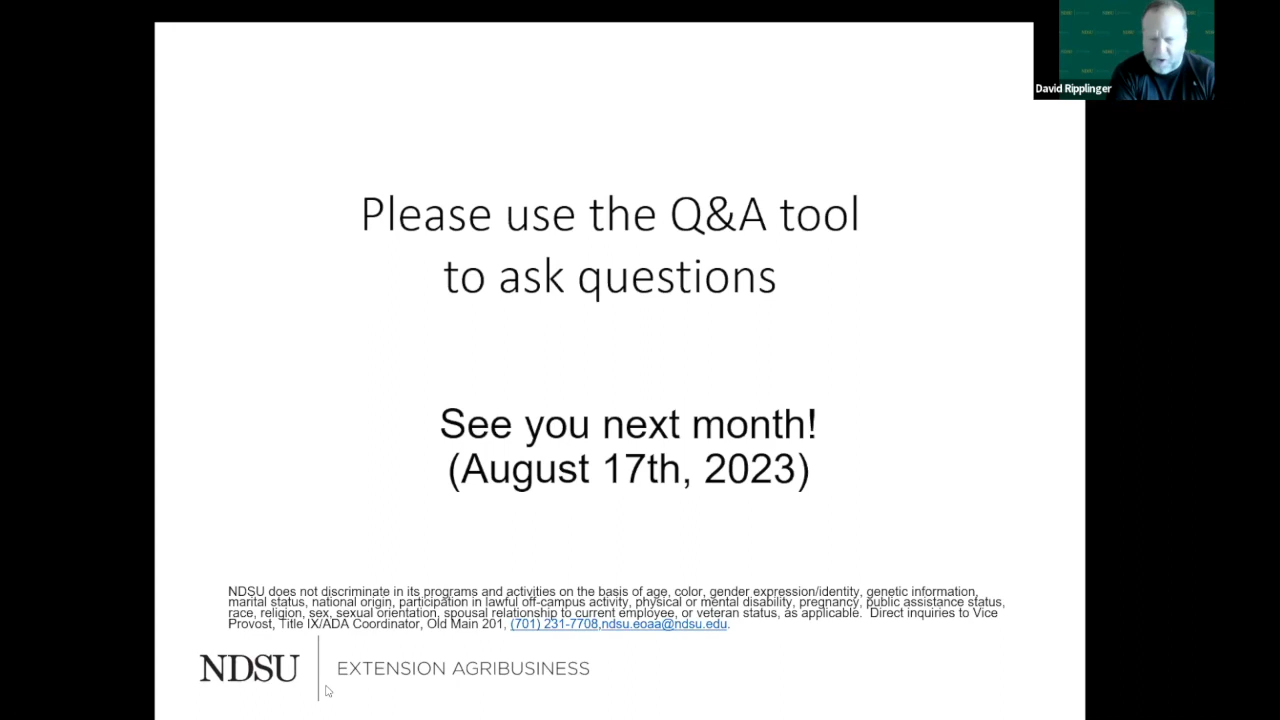 David Ripplinger
Please use the Q&A tool
to ask questions
See you next month!
(August 17th, 2023)
NDSU does not discriminate in its programs and activities on the basis of age, color, gender expression/identity, genetic information,
marital status, national origin, participation in lawful off-campus activity, physical or mental disability, pregnancy, public assistance status,
race, religion, sex, sexual orientation, spousal relationship to current employee, or veteran status, as applicable.  Direct inquiries to Vice
Provost, Title IX/ADA Coordinator, Old Main 201, (701) 231-7708,ndsu.eoaa@ndsu.edu.
NDSU EXTENSION AGRIBUSINESS